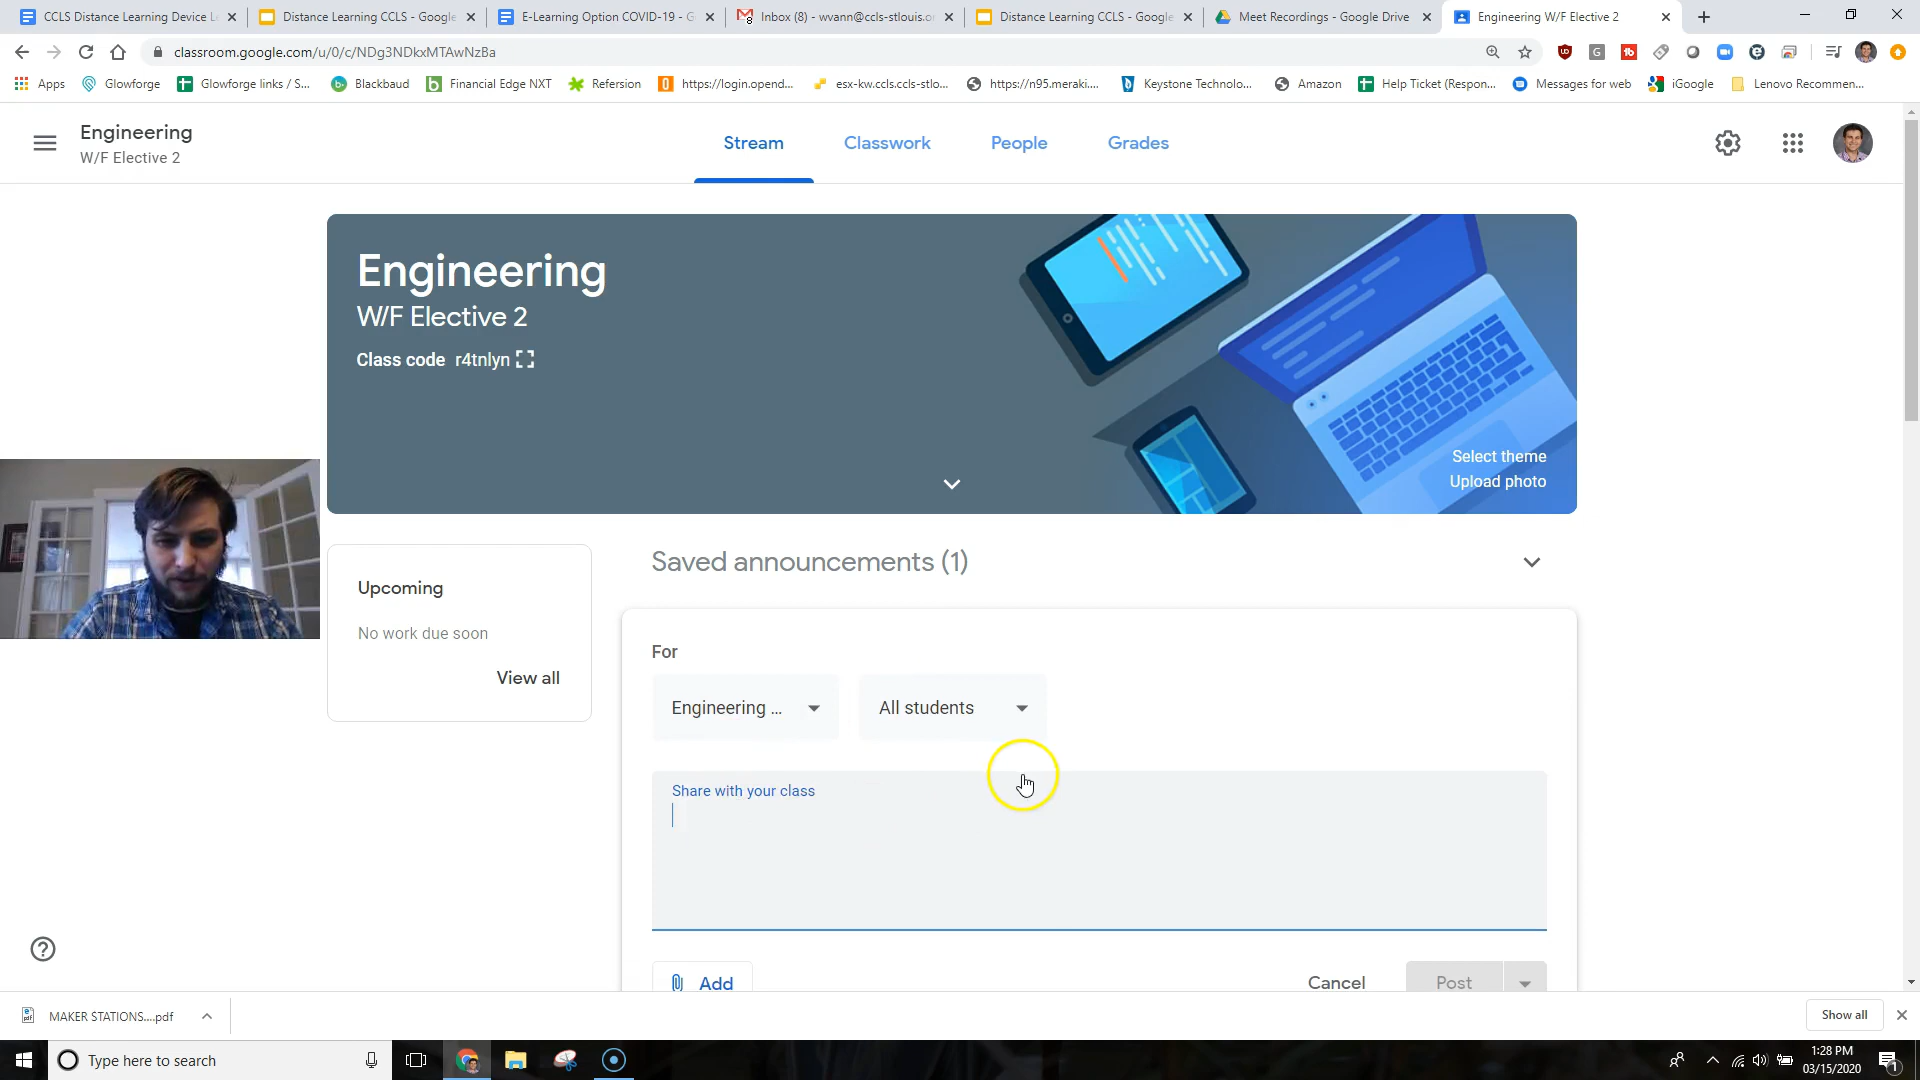 CCLS Distance Learning Device L
Distance Learning CCLS - Google
E-Learning Option COVID-19 - G
Inbox (8) - wvann@ccls-stlouis.o
Distance Learning CCLS - Google
Meet Recordings - Google Drive
Engineering W/F Elective 2
classroom.google.com/u/0/c/NDg3NDkxMTAwNzBa
Apps
Glowforge
Glowforge links / S...
Blackbaud
Financial Edge NXT
Refersion
https://login.opend...
esx-kw.ccls.ccls-stlo...
https://n95.meraki....
Keystone Technolo...
Amazon
Help Ticket (Respon...
Messages for web
iGoogle
Lenovo Recommen...
Engineering
W/F Elective 2
Stream
Classwork
People
Grades
Engineering
W/F Elective 2
Class code r4tnlyn
Select theme
Upload photo
Upcoming
No work due soon
View all
Saved announcements (1)
For
Engineering ...
All students
Share with your class
Add
Cancel
Post
MAKER STATIONS....pdf
Show all
Type here to search
1:28 PM
03/15/2020